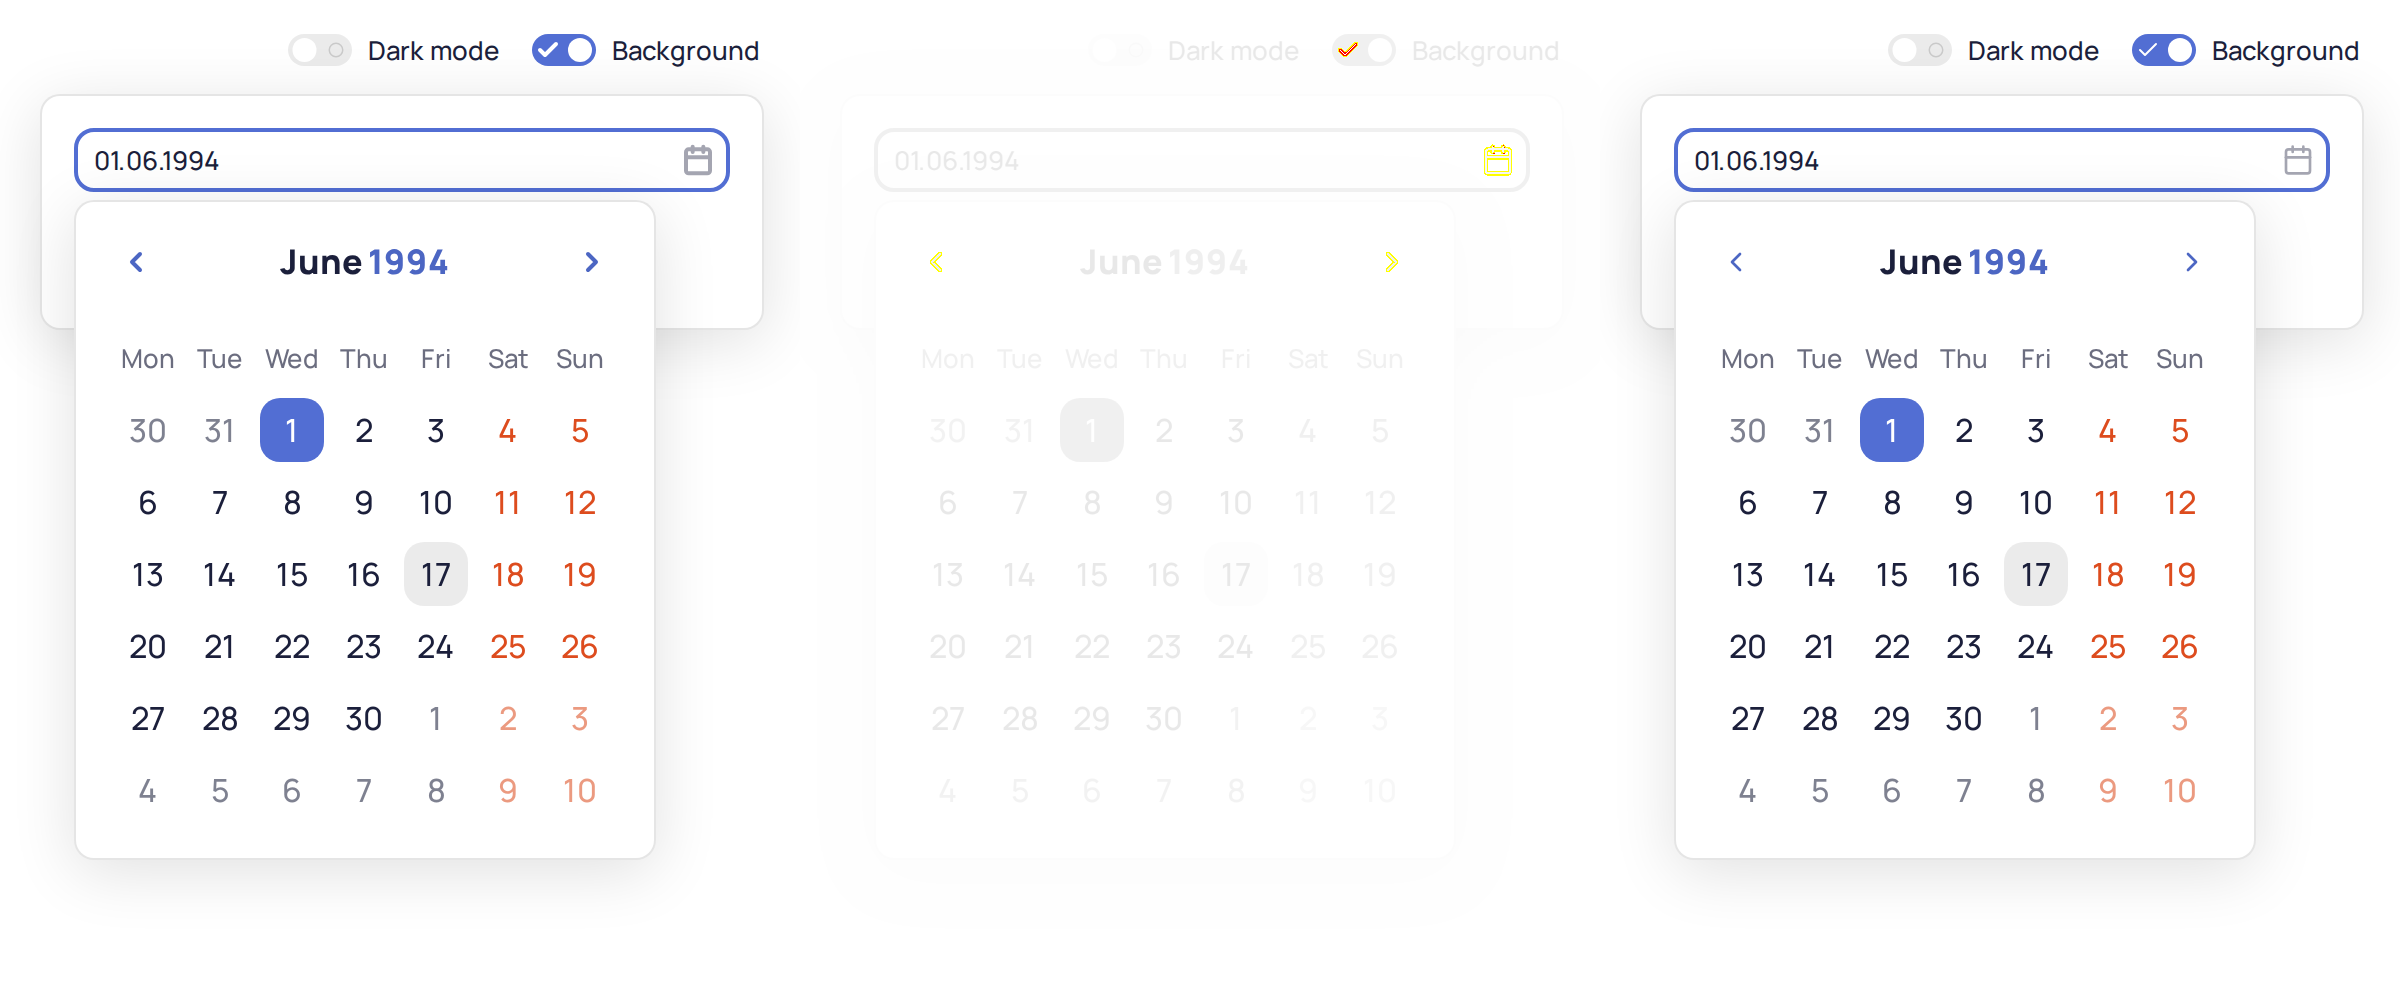 Dark mode Background
01.06.1994
June 1994
Mon Tue Wed Thu Fri Sat Sun
30 31 1 2 3 4 5
6 7 8 9 10 11 12
13 14 15 16 17 18 19
20 21 22 23 24 25 26
27 28 29 30 1 2 3
4 5 6 7 8 9 10
Dark mode Background
01.06.1994
June 1994
Mon Tue Wed Thu Fri Sat Sun
30 31 1 2 3 4 5
6 7 8 9 10 11 12
13 14 15 16 17 18 19
20 21 22 23 24 25 26
27 28 29 30 1 2 3
4 5 6 7 8 9 10
Dark mode Background
01.06.1994
June 1994
Mon Tue Wed Thu Fri Sat Sun
30 31 1 2 3 4 5
6 7 8 9 10 11 12
13 14 15 16 17 18 19
20 21 22 23 24 25 26
27 28 29 30 1 2 3
4 5 6 7 8 9 10